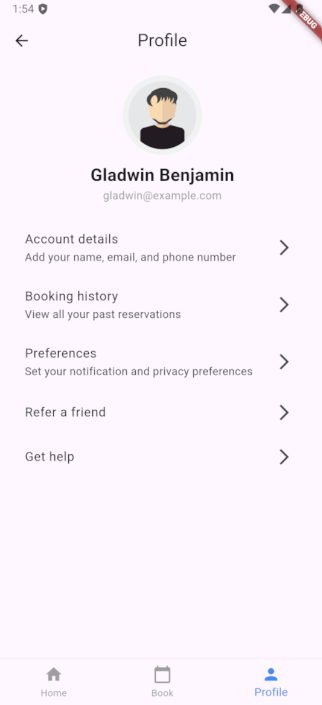 1:54
Profile
Gladwin Benjamin
gladwin@example.com
Account details
Add your name, email, and phone number
Booking history
View all your past reservations
Preferences
Set your notification and privacy preferences
Refer a friend
Get help
Home
Book
Profile